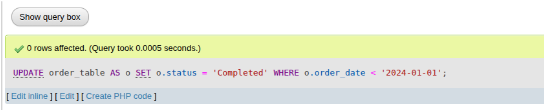 Show query box
0 rows affected. (Query took 0.0005 seconds.)
UPDATE order_table AS o SET o.status = 'Completed' WHERE o.order_date < '2024-01-01';
[ Edit inline ] [ Edit ] [ Create PHP code ]